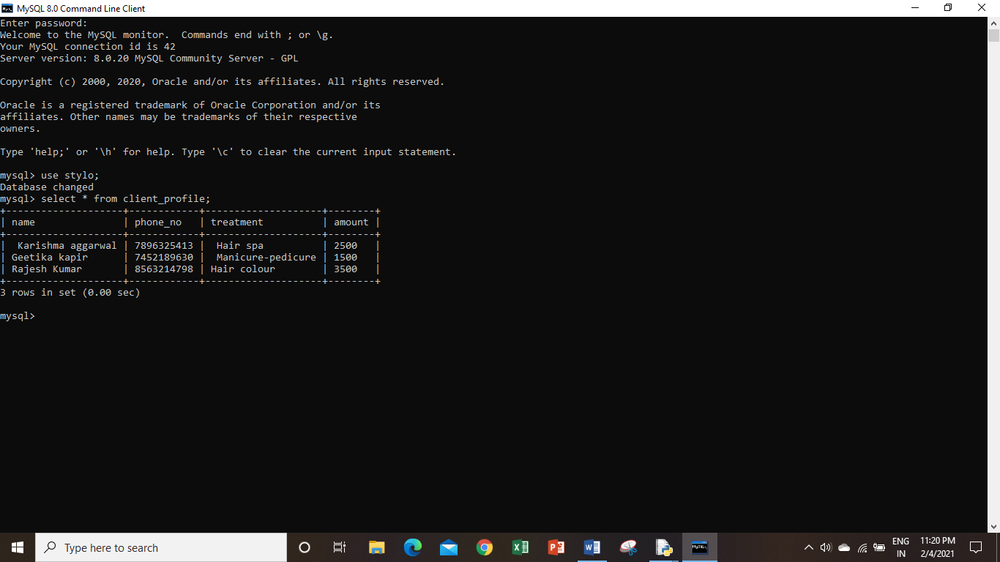 MySQL 8.0 Command Line Client
Enter password:
Welcome to the MySQL monitor.  Commands end with ; or \g.
Your MySQL connection id is 42
Server version: 8.0.20 MySQL Community Server - GPL
Copyright (c) 2000, 2020, Oracle and/or its affiliates. All rights reserved.
Oracle is a registered trademark of Oracle Corporation and/or its
affiliates. Other names may be trademarks of their respective
owners.
Type 'help;' or '\h' for help. Type '\c' to clear the current input statement.
mysql> use stylo;
Database changed
mysql> select * from client_profile;
+--------------------+------------+--------------------+--------+
| name               | phone_no   | treatment          | amount |
+--------------------+------------+--------------------+--------+
|  Karishma aggarwal | 7896325413 |  Hair spa          | 2500   |
| Geetika kapir      | 7452189630 |  Manicure-pedicure | 1500   |
| Rajesh Kumar       | 8563214798 | Hair colour        | 3500   |
+--------------------+------------+--------------------+--------+
3 rows in set (0.00 sec)
mysql>
Type here to search
ENG
IN
11:20 PM
2/4/2021